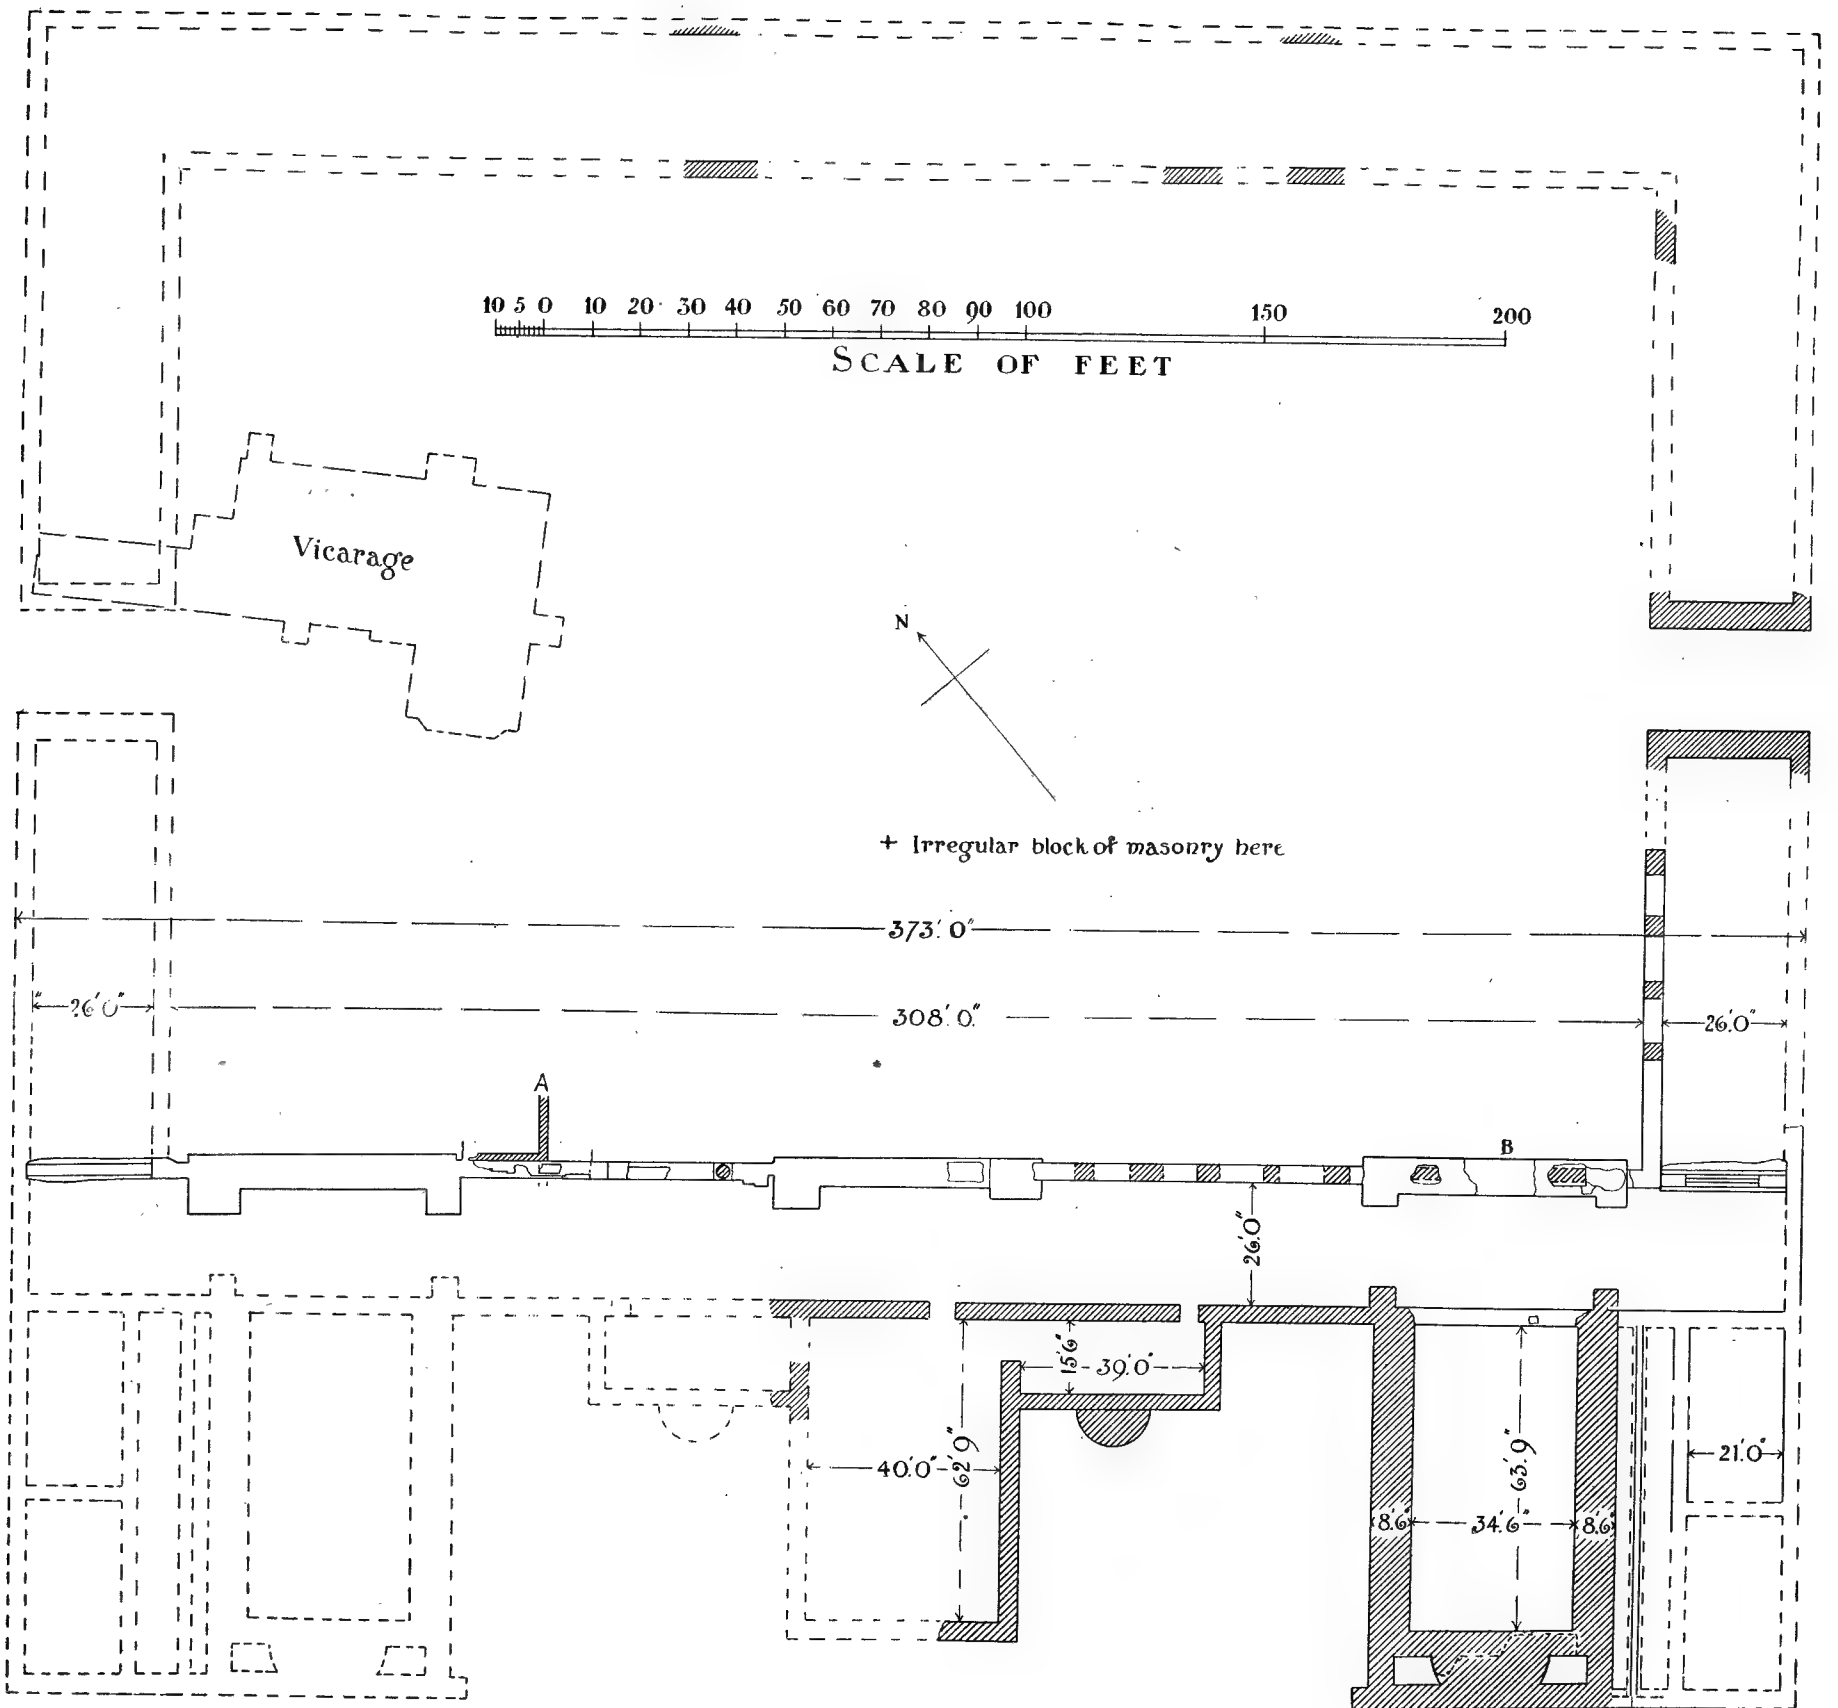 10 5 0 10 20 30 40 50 60 70 80 90 100 150 200
SCALE OF FEET
Vicarage
N
+ Irregular block of masonry here
373'.0"
26'0"
308'.0"
26'.0"
A
B
26'.0"
15'6"
39'.0"
40'.0"
62'.9"
63'.9"
21'.0"
8'.6"
34'.6"
8'.6"